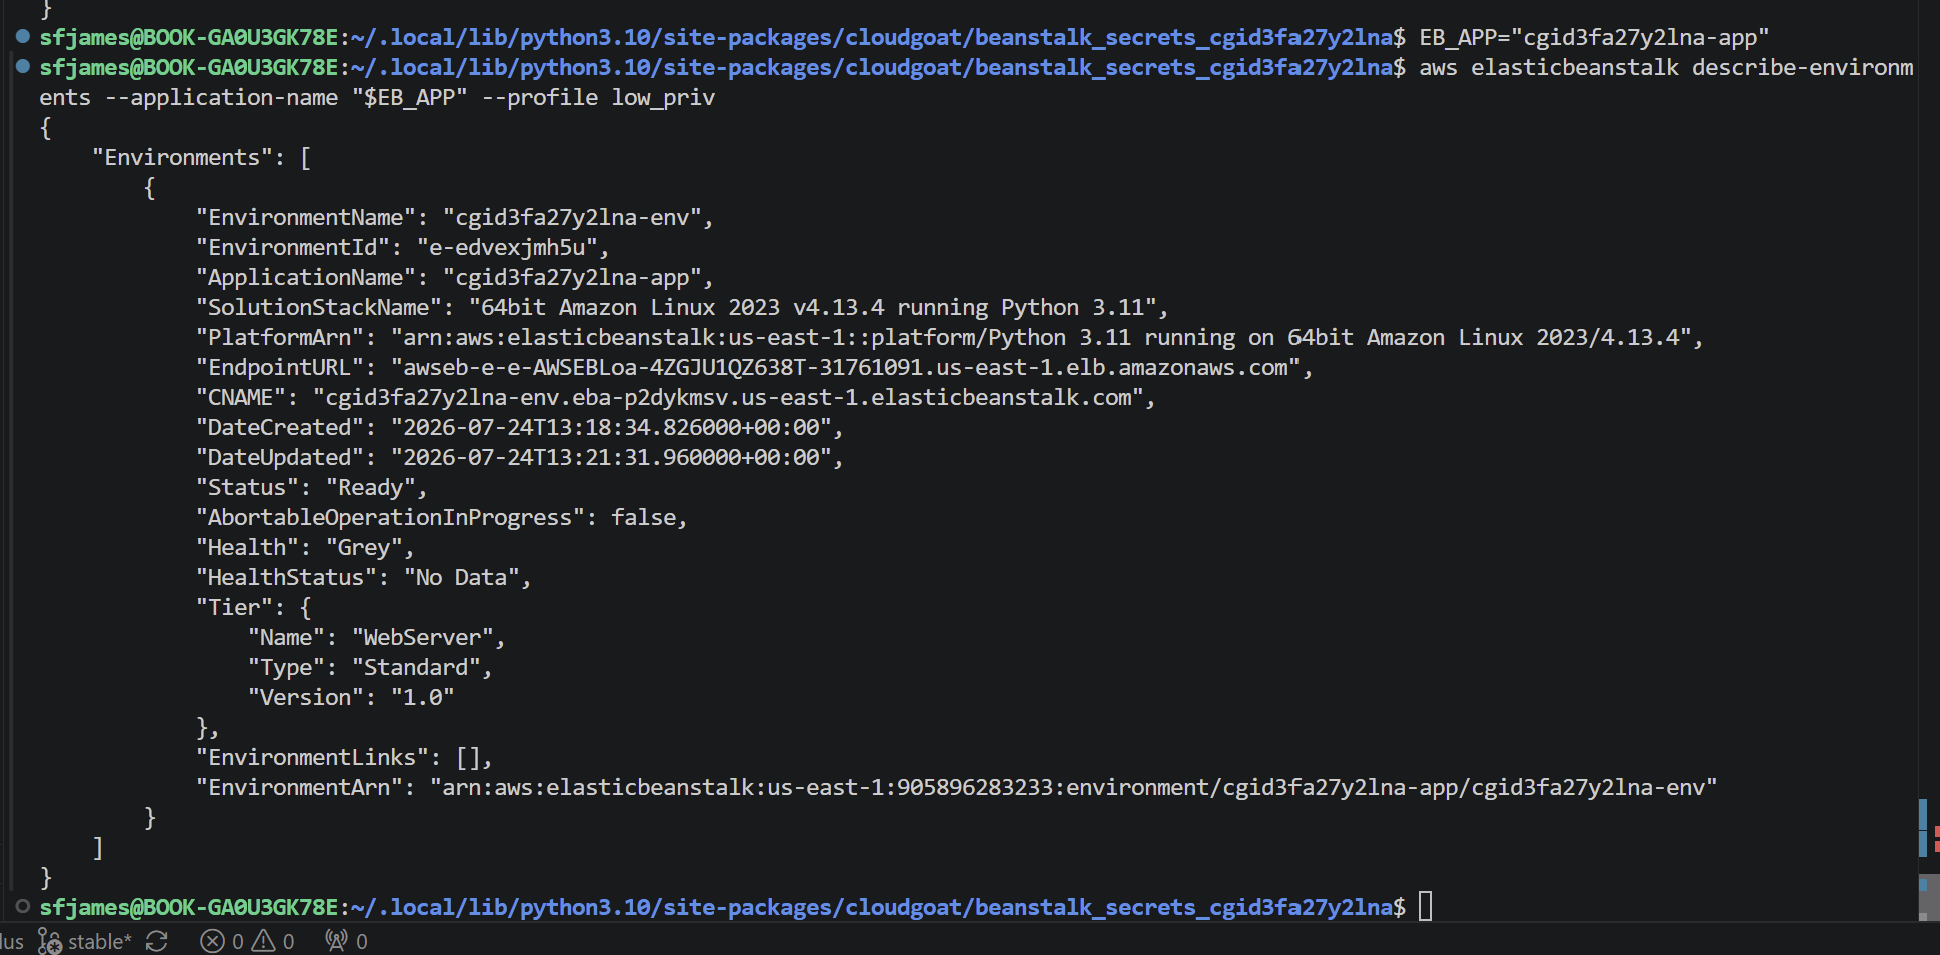 }
sfjames@BOOK-GA0U3GK78E:~/.local/lib/python3.10/site-packages/cloudgoat/beanstalk_secrets_cgid3fa27y2lna$ EB_APP="cgid3fa27y2lna-app"
sfjames@BOOK-GA0U3GK78E:~/.local/lib/python3.10/site-packages/cloudgoat/beanstalk_secrets_cgid3fa27y2lna$ aws elasticbeanstalk describe-environm
ents --application-name "$EB_APP" --profile low_priv
{
    "Environments": [
        {
            "EnvironmentName": "cgid3fa27y2lna-env",
            "EnvironmentId": "e-edvexjmh5u",
            "ApplicationName": "cgid3fa27y2lna-app",
            "SolutionStackName": "64bit Amazon Linux 2023 v4.13.4 running Python 3.11",
            "PlatformArn": "arn:aws:elasticbeanstalk:us-east-1::platform/Python 3.11 running on 64bit Amazon Linux 2023/4.13.4",
            "EndpointURL": "awseb-e-e-AWSEBLoa-4ZGJU1QZ638T-31761091.us-east-1.elb.amazonaws.com",
            "CNAME": "cgid3fa27y2lna-env.eba-p2dykmsv.us-east-1.elasticbeanstalk.com",
            "DateCreated": "2026-07-24T13:18:34.826000+00:00",
            "DateUpdated": "2026-07-24T13:21:31.960000+00:00",
            "Status": "Ready",
            "AbortableOperationInProgress": false,
            "Health": "Grey",
            "HealthStatus": "No Data",
            "Tier": {
                "Name": "WebServer",
                "Type": "Standard",
                "Version": "1.0"
            },
            "EnvironmentLinks": [],
            "EnvironmentArn": "arn:aws:elasticbeanstalk:us-east-1:905896283233:environment/cgid3fa27y2lna-app/cgid3fa27y2lna-env"
        }
    ]
}
sfjames@BOOK-GA0U3GK78E:~/.local/lib/python3.10/site-packages/cloudgoat/beanstalk_secrets_cgid3fa27y2lna$
lus stable* 0 0 0